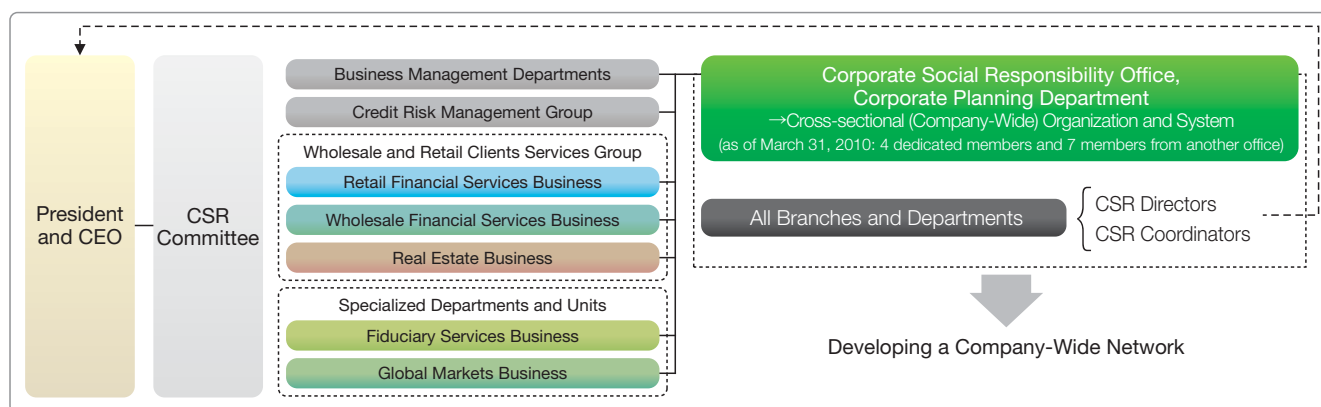 President
and CEO
CSR
Committee
Business Management Departments
Credit Risk Management Group
Wholesale and Retail Clients Services Group
Retail Financial Services Business
Wholesale Financial Services Business
Real Estate Business
Specialized Departments and Units
Fiduciary Services Business
Global Markets Business
Corporate Social Responsibility Office,
Corporate Planning Department
→Cross-sectional (Company-Wide) Organization and System
(as of March 31, 2010: 4 dedicated members and 7 members from another office)
All Branches and Departments
CSR Directors
CSR Coordinators
Developing a Company-Wide Network